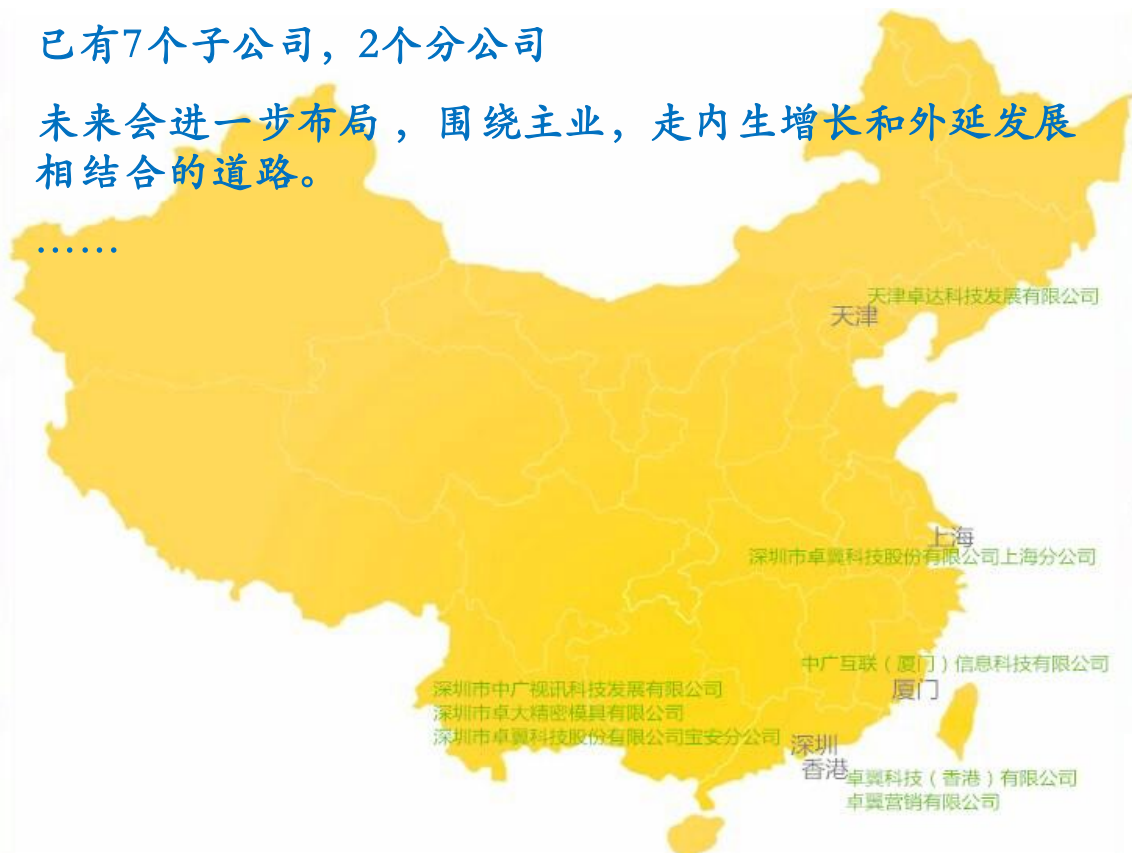 已有7个子公司，2个分公司
未来会进一步布局，围绕主业，走内生增长和外延发展
相结合的道路。
……
天津卓达科技发展有限公司
天津
上海
深圳市卓翼科技股份有限公司上海分公司
中广互联（厦门）信息科技有限公司
厦门
深圳市中广视讯科技发展有限公司
深圳市卓大精密模具有限公司
深圳市卓翼科技股份有限公司宝安分公司
深圳
香港
卓翼科技（香港）有限公司
卓翼营销有限公司